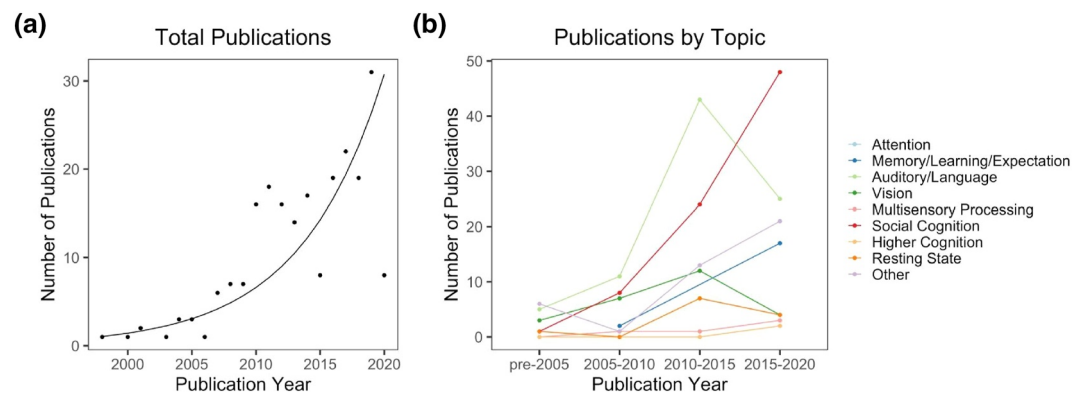 (a)
Total Publications
Number of Publications
30
20
10
0
2000 2005 2010 2015 2020
Publication Year
(b)
Publications by Topic
Number of Publications
50
40
30
20
10
0
pre-2005 2005-2010 2010-2015 2015-2020
Publication Year
Attention
Memory/Learning/Expectation
Auditory/Language
Vision
Multisensory Processing
Social Cognition
Higher Cognition
Resting State
Other